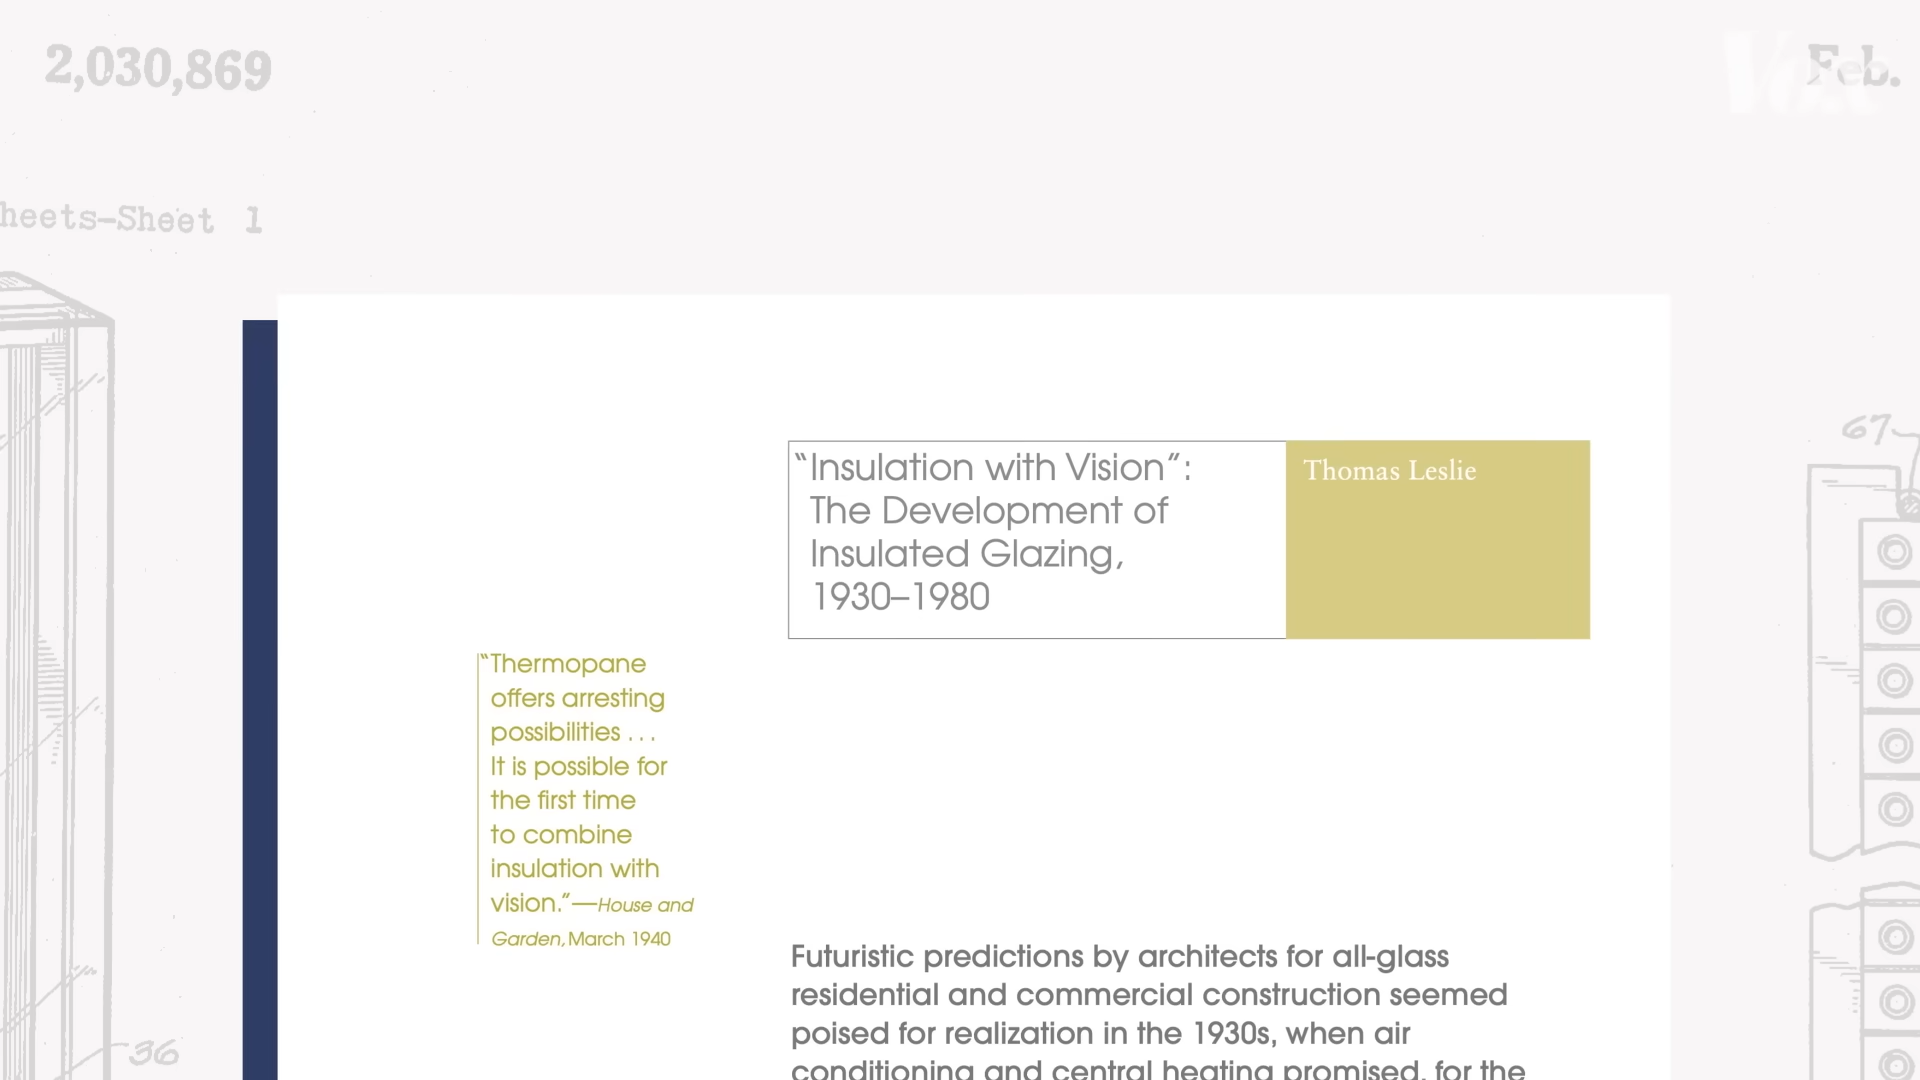 2,030,869
Feb.
Vox
heets-Sheet 1
67
"Insulation with Vision":
The Development of
Insulated Glazing,
1930–1980
Thomas Leslie
"Thermopane
offers arresting
possibilities . . .
It is possible for
the first time
to combine
insulation with
vision."—House and
Garden, March 1940
Futuristic predictions by architects for all-glass
residential and commercial construction seemed
poised for realization in the 1930s, when air
conditioning and central heating promised, for the
36